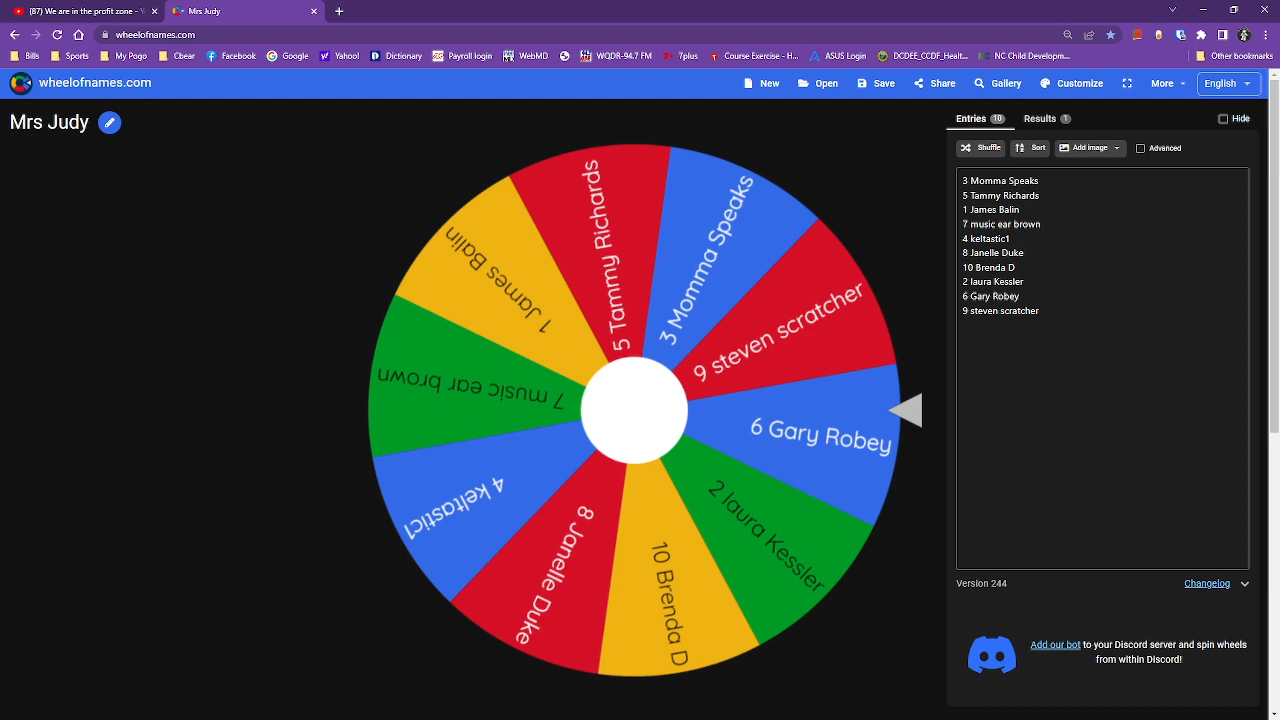 (87) We are in the profit zone -
Mrs Judy
wheelofnames.com
Bills
Sports
My Pogo
Chear
Facebook
Google
Yahoo
Dictionary
Payroll login
WebMD
WQDR-94.7 FM
7plus
Course Exercise - H...
ASUS Login
DCDEE_CCDF_Healt...
NC Child Developm...
Other bookmarks
wheelofnames.com
New
Open
Save
Share
Gallery
Customize
More
English
Mrs Judy
Entries 10
Results 1
Hide
Shuffle
Sort
Add image
Advanced
3 Momma Speaks
5 Tammy Richards
1 James Balin
7 music ear brown
4 keltastic1
8 Janelle Duke
10 Brenda D
2 laura Kessler
6 Gary Robey
9 steven scratcher
5 Tammy Richards
3 Momma Speaks
9 steven scratcher
6 Gary Robey
2 laura Kessler
10 Brenda D
8 Janelle Duke
4 keltastic1
7 music ear brown
1 James Balin
Version 244
Changelog
Add our bot to your Discord server and spin wheels
from within Discord!